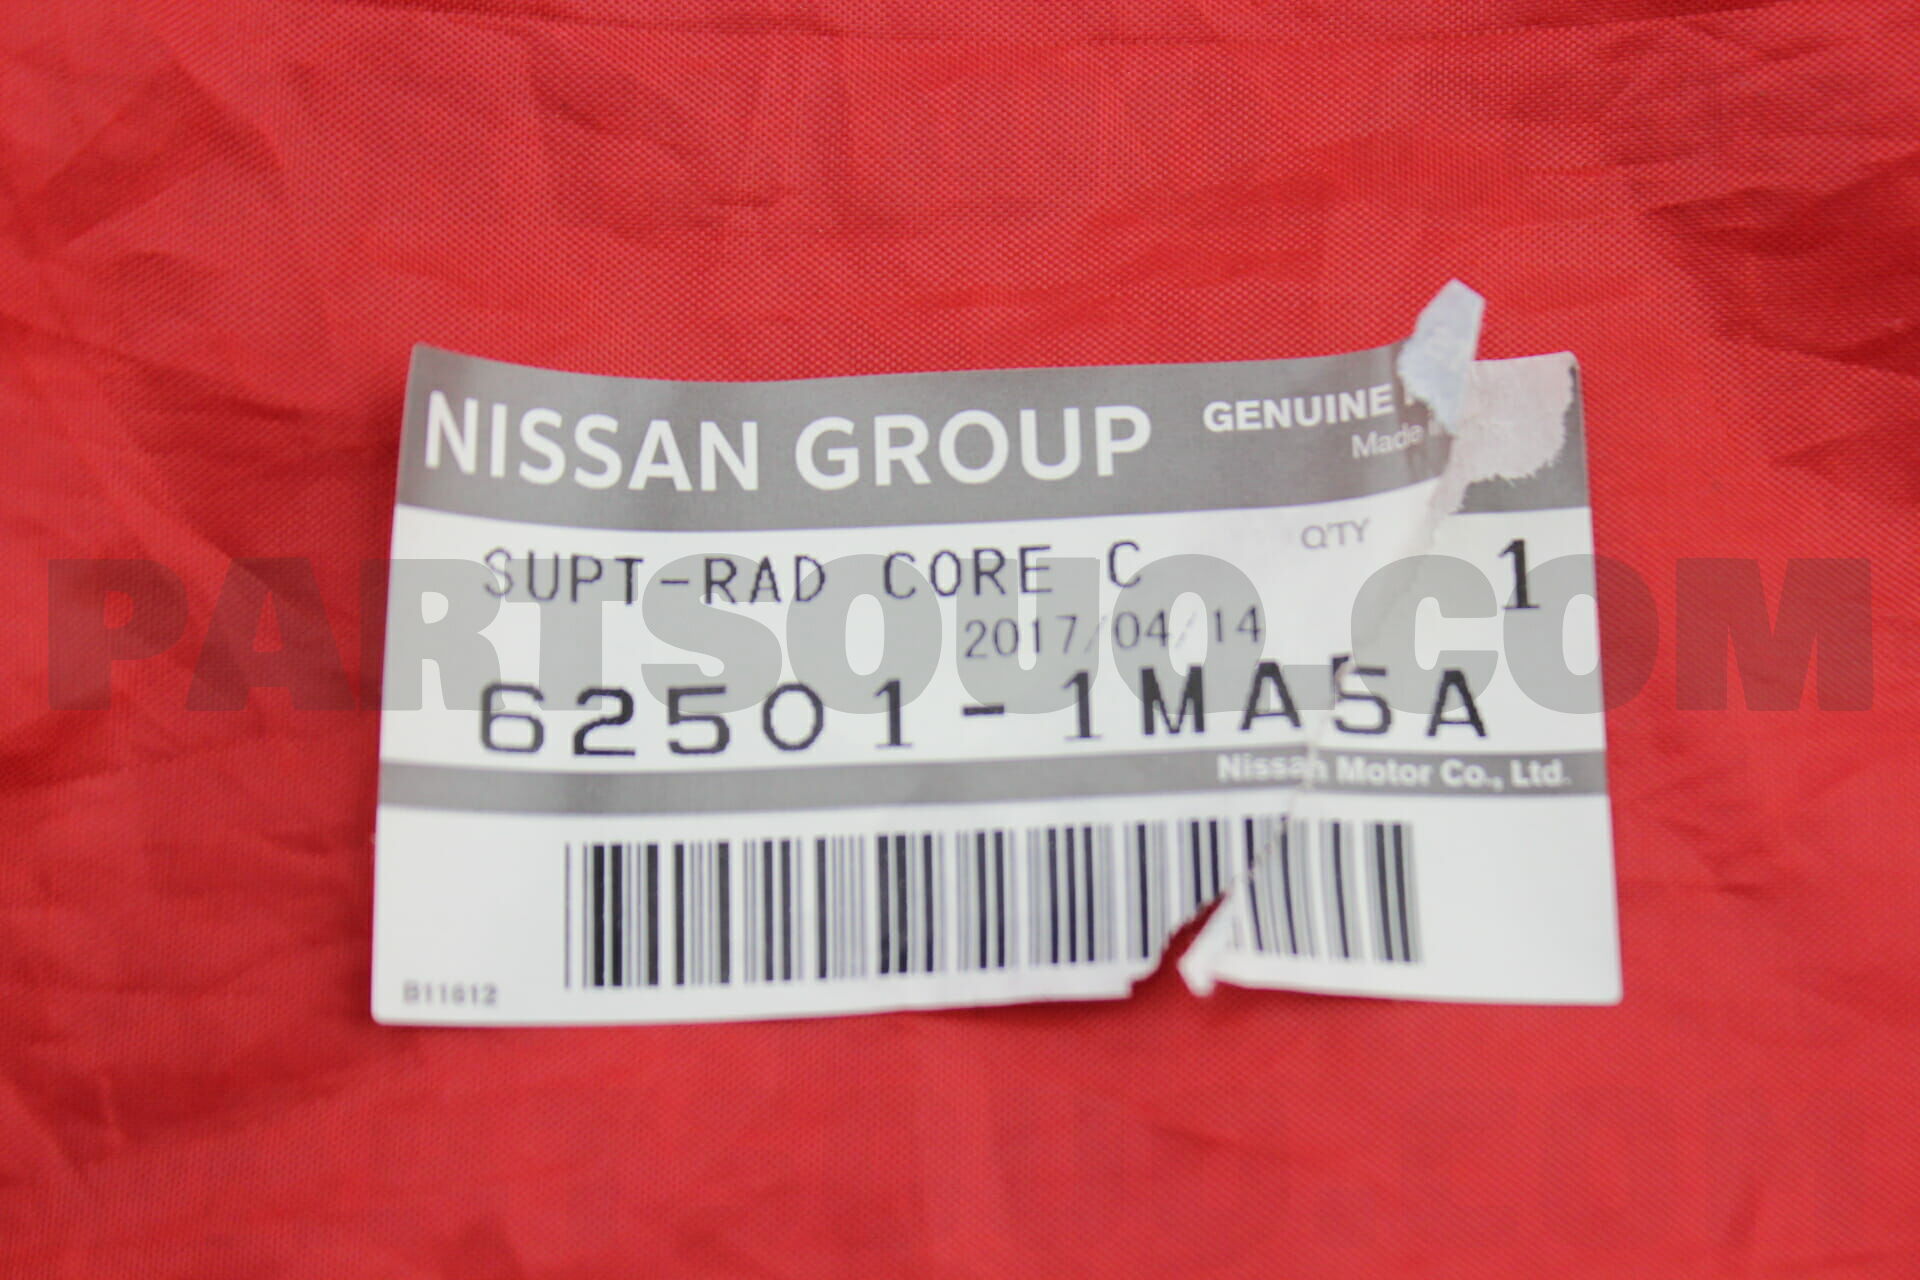 NISSAN GROUP
GENUINE
Made
SUPT-RAD CORE C
Q'TY
1
2017/04/14
62501-1MA5A
Nissan Motor Co., Ltd.
B11612
PARTSOUQ.COM